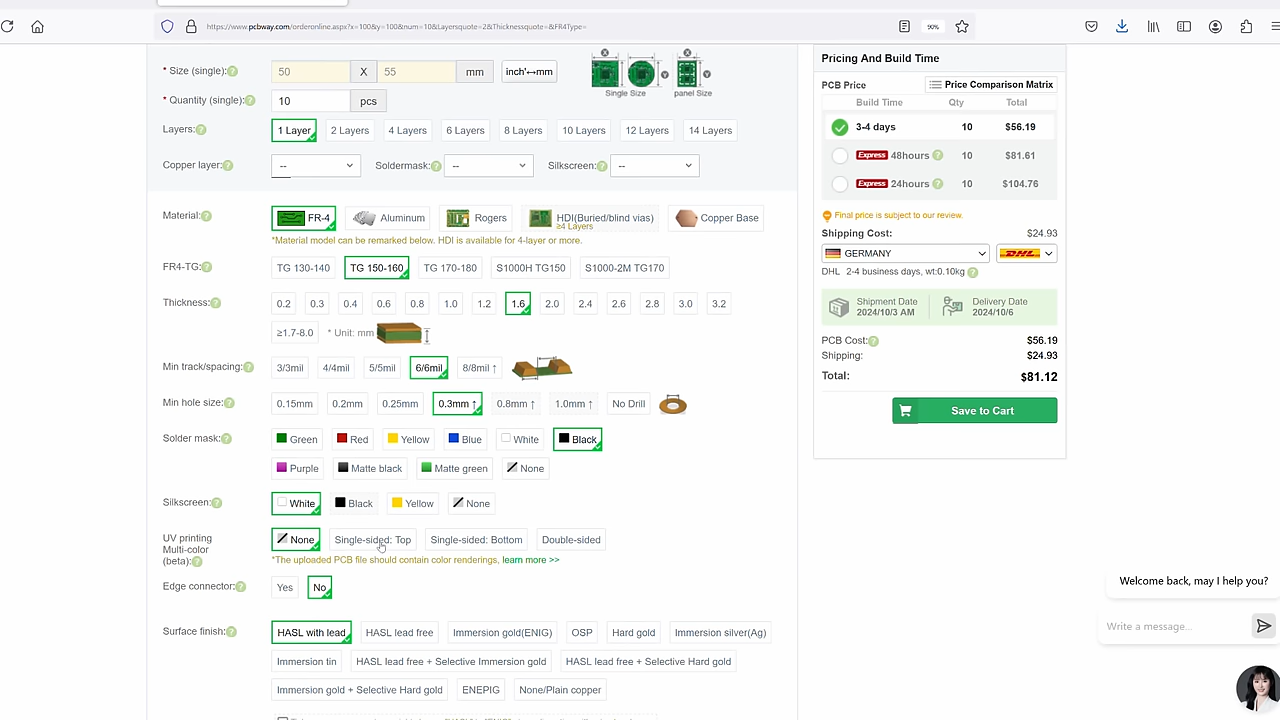 https://www.pcbway.com/orderonline.aspx?x=100&y=100&num=10&Layersquote=2&Thicknessquote=&FR4Type=
90%
* Size (single):? 50 X 55 mm inch'↔mm
X X
Y Y
Single Size panel Size
* Quantity (single):? 10 pcs
Layers:? 1 Layer 2 Layers 4 Layers 6 Layers 8 Layers 10 Layers 12 Layers 14 Layers
Copper layer:? -- Soldermask:? -- Silkscreen:? --
Material:? FR-4 Aluminum Rogers HDI(Buried/blind vias) Copper Base
≥4 Layers
*Material model can be remarked below. HDI is available for 4-layer or more.
FR4-TG:? TG 130-140 TG 150-160 TG 170-180 S1000H TG150 S1000-2M TG170
Thickness:? 0.2 0.3 0.4 0.6 0.8 1.0 1.2 1.6 2.0 2.4 2.6 2.8 3.0 3.2
≥1.7-8.0 * Unit: mm
Min track/spacing:? 3/3mil 4/4mil 5/5mil 6/6mil 8/8mil ↑
Min hole size:? 0.15mm 0.2mm 0.25mm 0.3mm ↑ 0.8mm ↑ 1.0mm ↑ No Drill
Solder mask:? Green Red Yellow Blue White Black
Purple Matte black Matte green None
Silkscreen:? White Black Yellow None
UV printing
Multi-color
(beta):? None Single-sided: Top Single-sided: Bottom Double-sided
*The uploaded PCB file should contain color renderings, learn more >>
Edge connector:? Yes No
Surface finish:? HASL with lead HASL lead free Immersion gold(ENIG) OSP Hard gold Immersion silver(Ag)
Immersion tin HASL lead free + Selective Immersion gold HASL lead free + Selective Hard gold
Immersion gold + Selective Hard gold ENEPIG None/Plain copper
Pricing And Build Time
PCB Price Price Comparison Matrix
Build Time Qty Total
3-4 days 10 $56.19
Express 48hours ? 10 $81.61
Express 24hours ? 10 $104.76
Final price is subject to our review.
Shipping Cost: $24.93
GERMANY DHL
DHL 2-4 business days, wt:0.10kg ?
Shipment Date
2024/10/3 AM
Delivery Date
2024/10/6
PCB Cost:? $56.19
Shipping: $24.93
Total: $81.12
Save to Cart
Welcome back, may I help you?
Write a message...